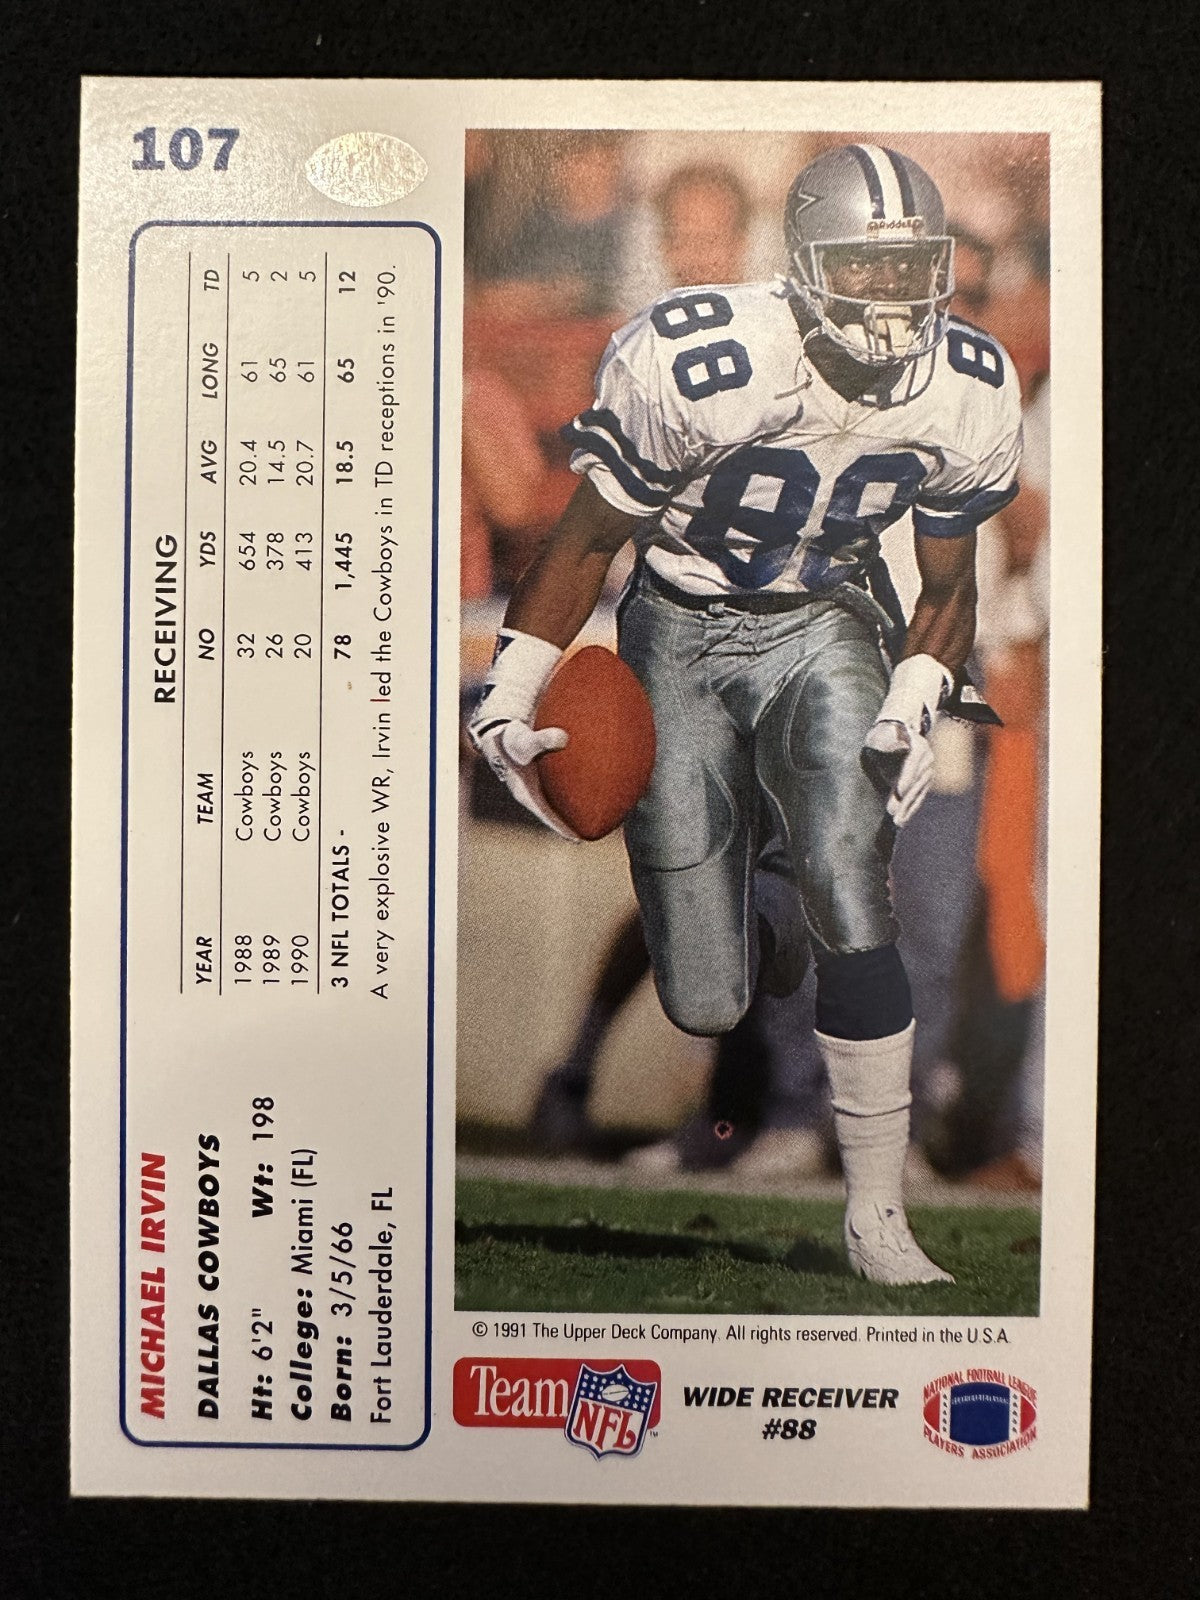 107
MICHAEL IRVIN
DALLAS COWBOYS
Ht: 6'2" Wt: 198
College: Miami (FL)
Born: 3/5/66
Fort Lauderdale, FL
RECEIVING
YEAR TEAM NO YDS AVG LONG TD
1988 Cowboys 32 654 20.4 61 5
1989 Cowboys 26 378 14.5 65 2
1990 Cowboys 20 413 20.7 61 5
3 NFL TOTALS - 78 1,445 18.5 65 12
A very explosive WR, Irvin led the Cowboys in TD receptions in '90.
Riddell
88
8
88
© 1991 The Upper Deck Company. All rights reserved. Printed in the U.S.A.
Team NFL ™
WIDE RECEIVER
#88
NATIONAL FOOTBALL LEAGUE
PLAYERS ASSOCIATION